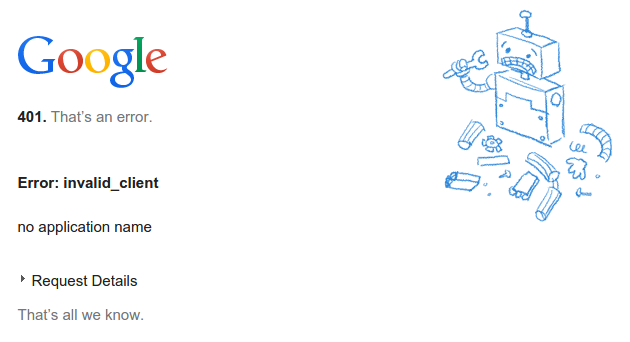 Google
401. That's an error.
Error: invalid_client
no application name
Request Details
That's all we know.